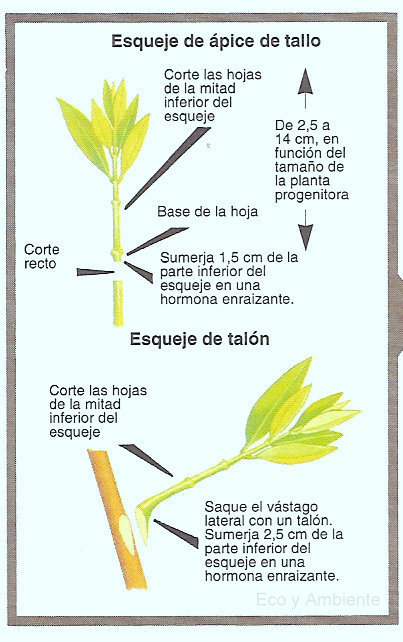 Esqueje de ápice de tallo
Corte las hojas
de la mitad
inferior del
esqueje
De 2,5 a
14 cm, en
función del
tamaño de
la planta
progenitora
Base de la hoja
Corte
recto
Sumerja 1,5 cm de la
parte inferior del
esqueje en una
hormona enraizante.
Esqueje de talón
Corte las hojas
de la mitad
inferior del
esqueje
Saque el vástago
lateral con un talón.
Sumerja 2,5 cm de la
parte inferior del
esqueje en una
hormona enraizante.
Eco y Ambiente